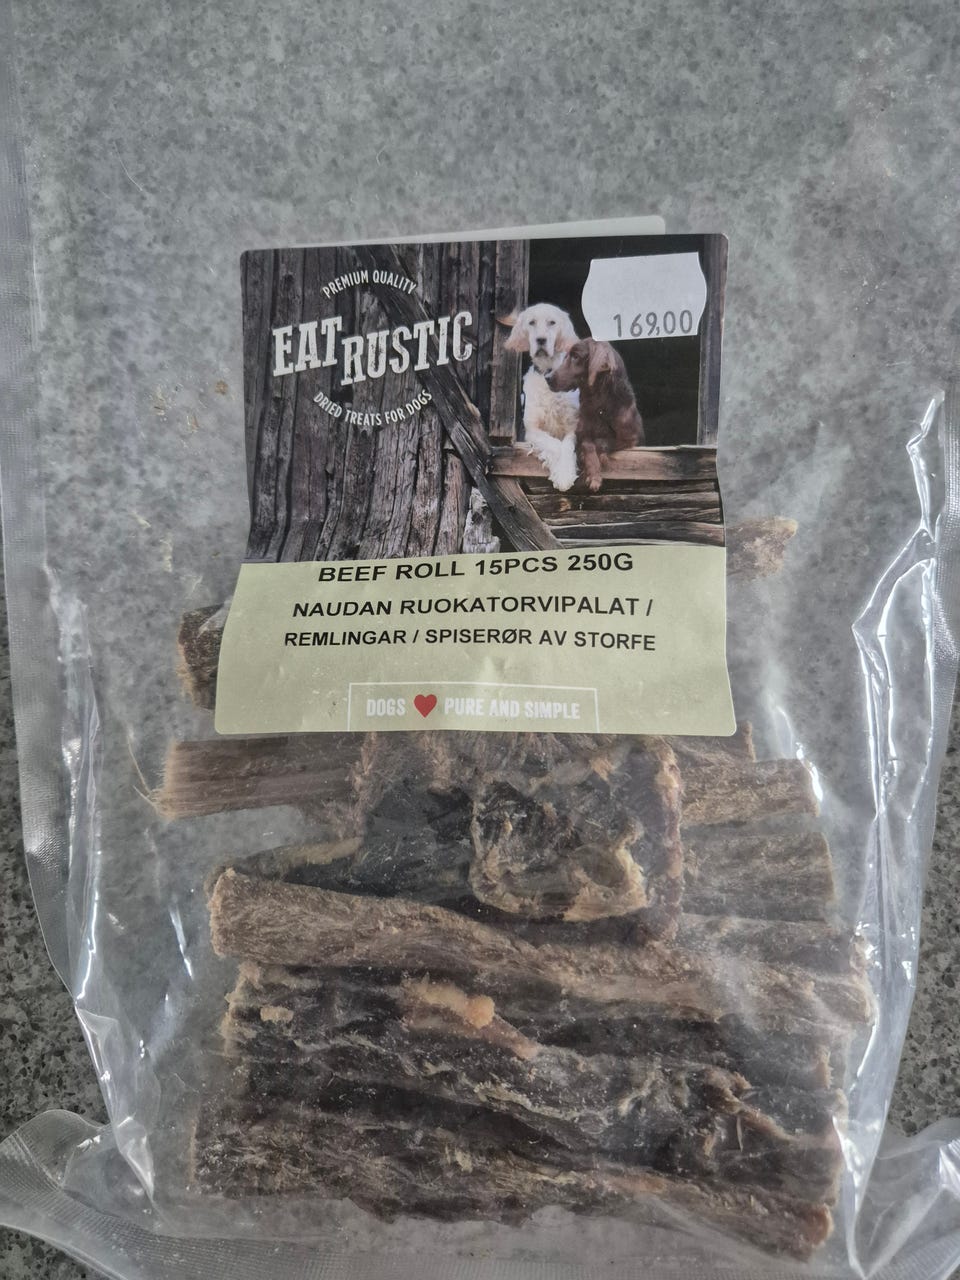 PREMIUM QUALITY
EAT RUSTIC
DRIED TREATS FOR DOGS
169,00
BEEF ROLL 15PCS 250G
NAUDAN RUOKATORVIPALAT /
REMLINGAR / SPISERØR AV STORFE
DOGS ♥ PURE AND SIMPLE